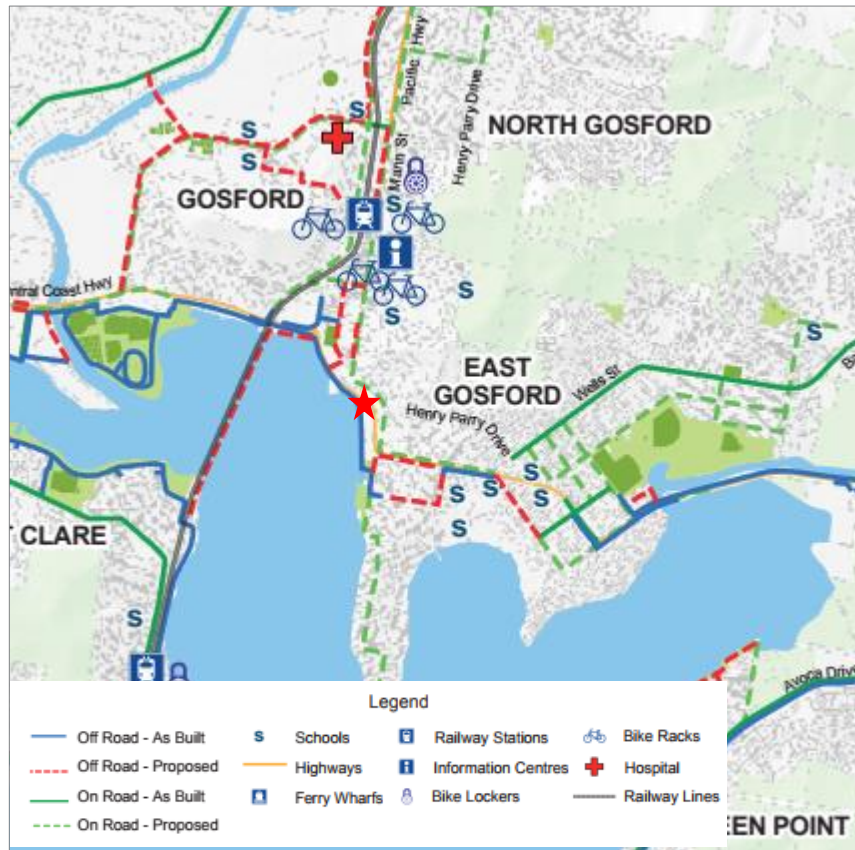 Pacific Hwy
Henry Parry Drive
NORTH GOSFORD
Mann St
S
S
S
GOSFORD
S
i
entral Coast Hwy
S
S
S
EAST
GOSFORD
Wells St
Ba
Henry Parry Drive
S
S
S
S
S
T CLARE
S
Avoca Drive
Legend
Off Road - As Built
S Schools
Railway Stations
Bike Racks
Off Road - Proposed
Highways
i Information Centres
Hospital
On Road - As Built
Ferry Wharfs
Bike Lockers
Railway Lines
On Road - Proposed
EEN POINT